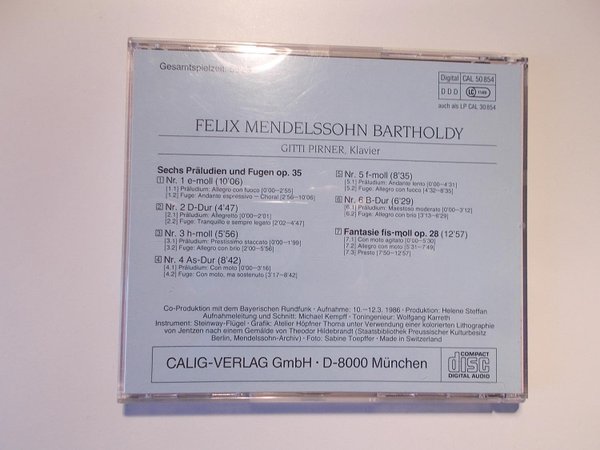 Gesamtspielzeit:
Digital
CAL 50 854
D D D
LC 1169
auch als LP CAL 30 854
FELIX MENDELSSOHN BARTHOLDY
GITTI PIRNER, Klavier
Sechs Präludien und Fugen op. 35
1 Nr. 1 e-moll (10'06)
[1.1] Präludium: Allegro con fuoco [0'00–2'55]
[1.2] Fuge: Andante espressivo – Choral [2'56–10'06]
2 Nr. 2 D-Dur (4'47)
[2.1] Präludium: Allegretto [0'00–2'01]
[2.2] Fuge: Tranquillo e sempre legato [2'02–4'47]
3 Nr. 3 h-moll (5'56)
[3.1] Präludium: Prestissimo staccato [0'00–1'99]
[3.2] Fuge: Allegro con brio [2'00–5'56]
4 Nr. 4 As-Dur (8'42)
[4.1] Präludium: Con moto [0'00–3'16]
[4.2] Fuge: Con moto, ma sostenuto [3'17–8'42]
5 Nr. 5 f-moll (8'35)
[5.1] Präludium: Andante lento [0'00–4'31]
[5.2] Fuge: Allegro con fuoco [4'32–8'35]
6 Nr. 6 B-Dur (6'29)
[6.1] Präludium: Maestoso moderato [0'00–3'12]
[6.2] Fuge: Allegro con brio [3'13–6'29]
7 Fantasie fis-moll op. 28 (12'57)
[7.1] Con moto agitato [0'00–5'30]
[7.2] Allegro con moto [5'31–7'49]
[7.3] Presto [7'50–12'57]
Co-Produktion mit dem Bayerischen Rundfunk · Aufnahme: 10.–12.3. 1986 · Produktion: Helene Steffan
Aufnahmeleitung und Schnitt: Michael Kempff · Toningenieur: Wolfgang Karreth
Instrument: Steinway-Flügel · Grafik: Atelier Höpfner Thoma unter Verwendung einer kolorierten Lithographie
von Jentzen nach einem Gemälde von Theodor Hildebrandt (Staatsbibliothek Preussischer Kulturbesitz
Berlin, Mendelssohn-Archiv) · Foto: Sabine Toepffer · Made in Switzerland
CALIG-VERLAG GmbH · D-8000 München
COMPACT
disc
DIGITAL AUDIO